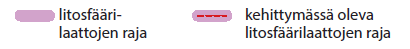 litosfääri-
laattojen raja
kehittymässä oleva
litosfäärilaattojen raja